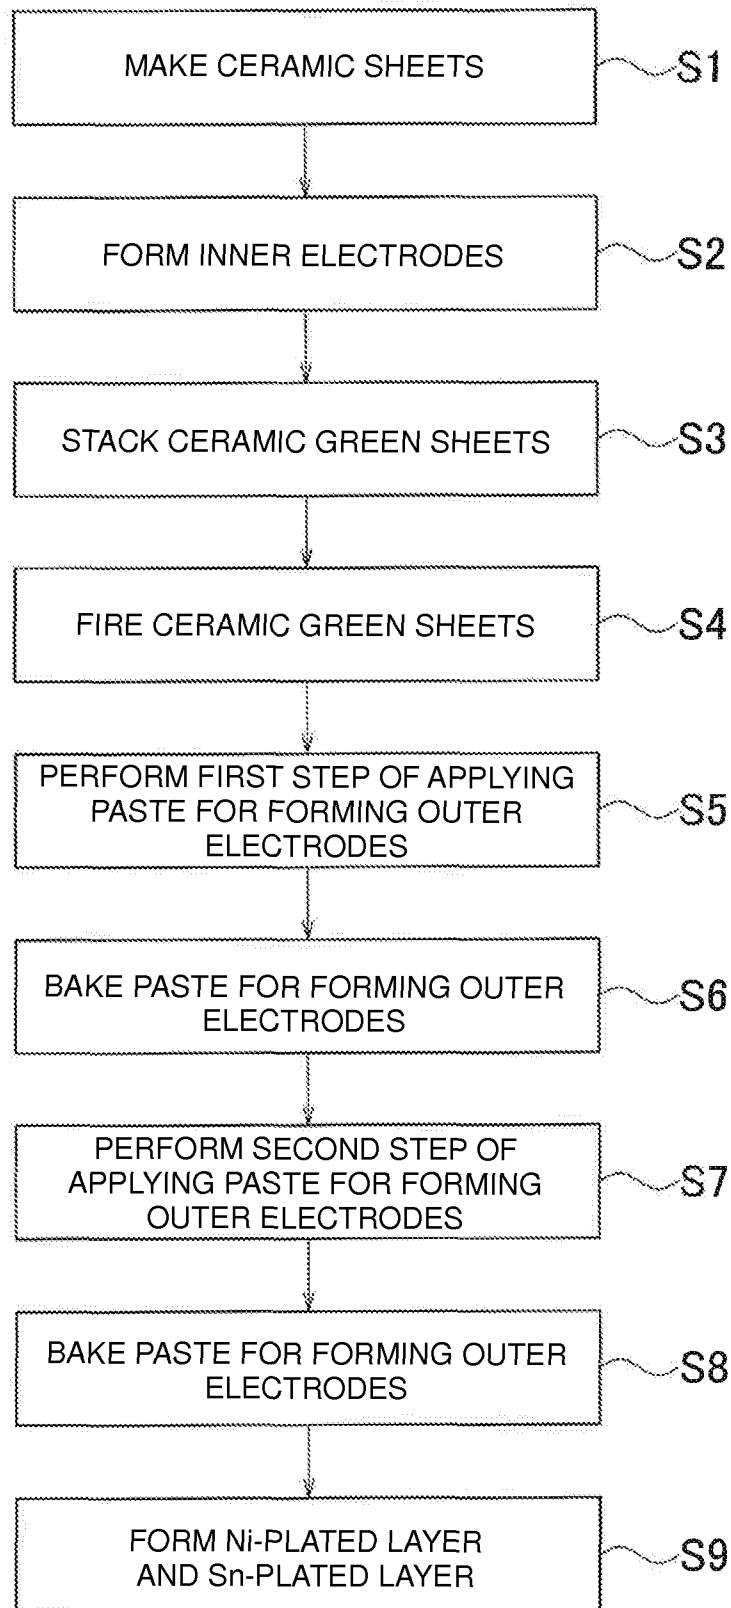 MAKE CERAMIC SHEETS
S1
FORM INNER ELECTRODES
S2
STACK CERAMIC GREEN SHEETS
S3
FIRE CERAMIC GREEN SHEETS
S4
PERFORM FIRST STEP OF APPLYING
PASTE FOR FORMING OUTER
ELECTRODES
S5
BAKE PASTE FOR FORMING OUTER
ELECTRODES
S6
PERFORM SECOND STEP OF
APPLYING PASTE FOR FORMING
OUTER ELECTRODES
S7
BAKE PASTE FOR FORMING OUTER
ELECTRODES
S8
FORM Ni-PLATED LAYER
AND Sn-PLATED LAYER
S9